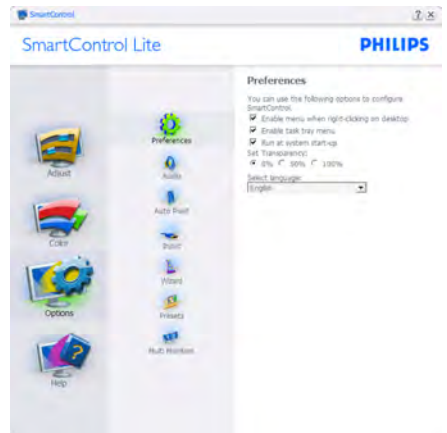 SmartControl
? x
SmartControl Lite
PHILIPS
Adjust
Color
Options
Help
Preferences
Audio
Auto Pivot
Input
Wizard
Presets
Multi Monitors
Preferences
You can use the following options to configure
SmartControl.
Enable menu when right-clicking on desktop
Enable task tray menu
Run at system start-up
Set Transparency:
0% 50% 100%
Select language:
English